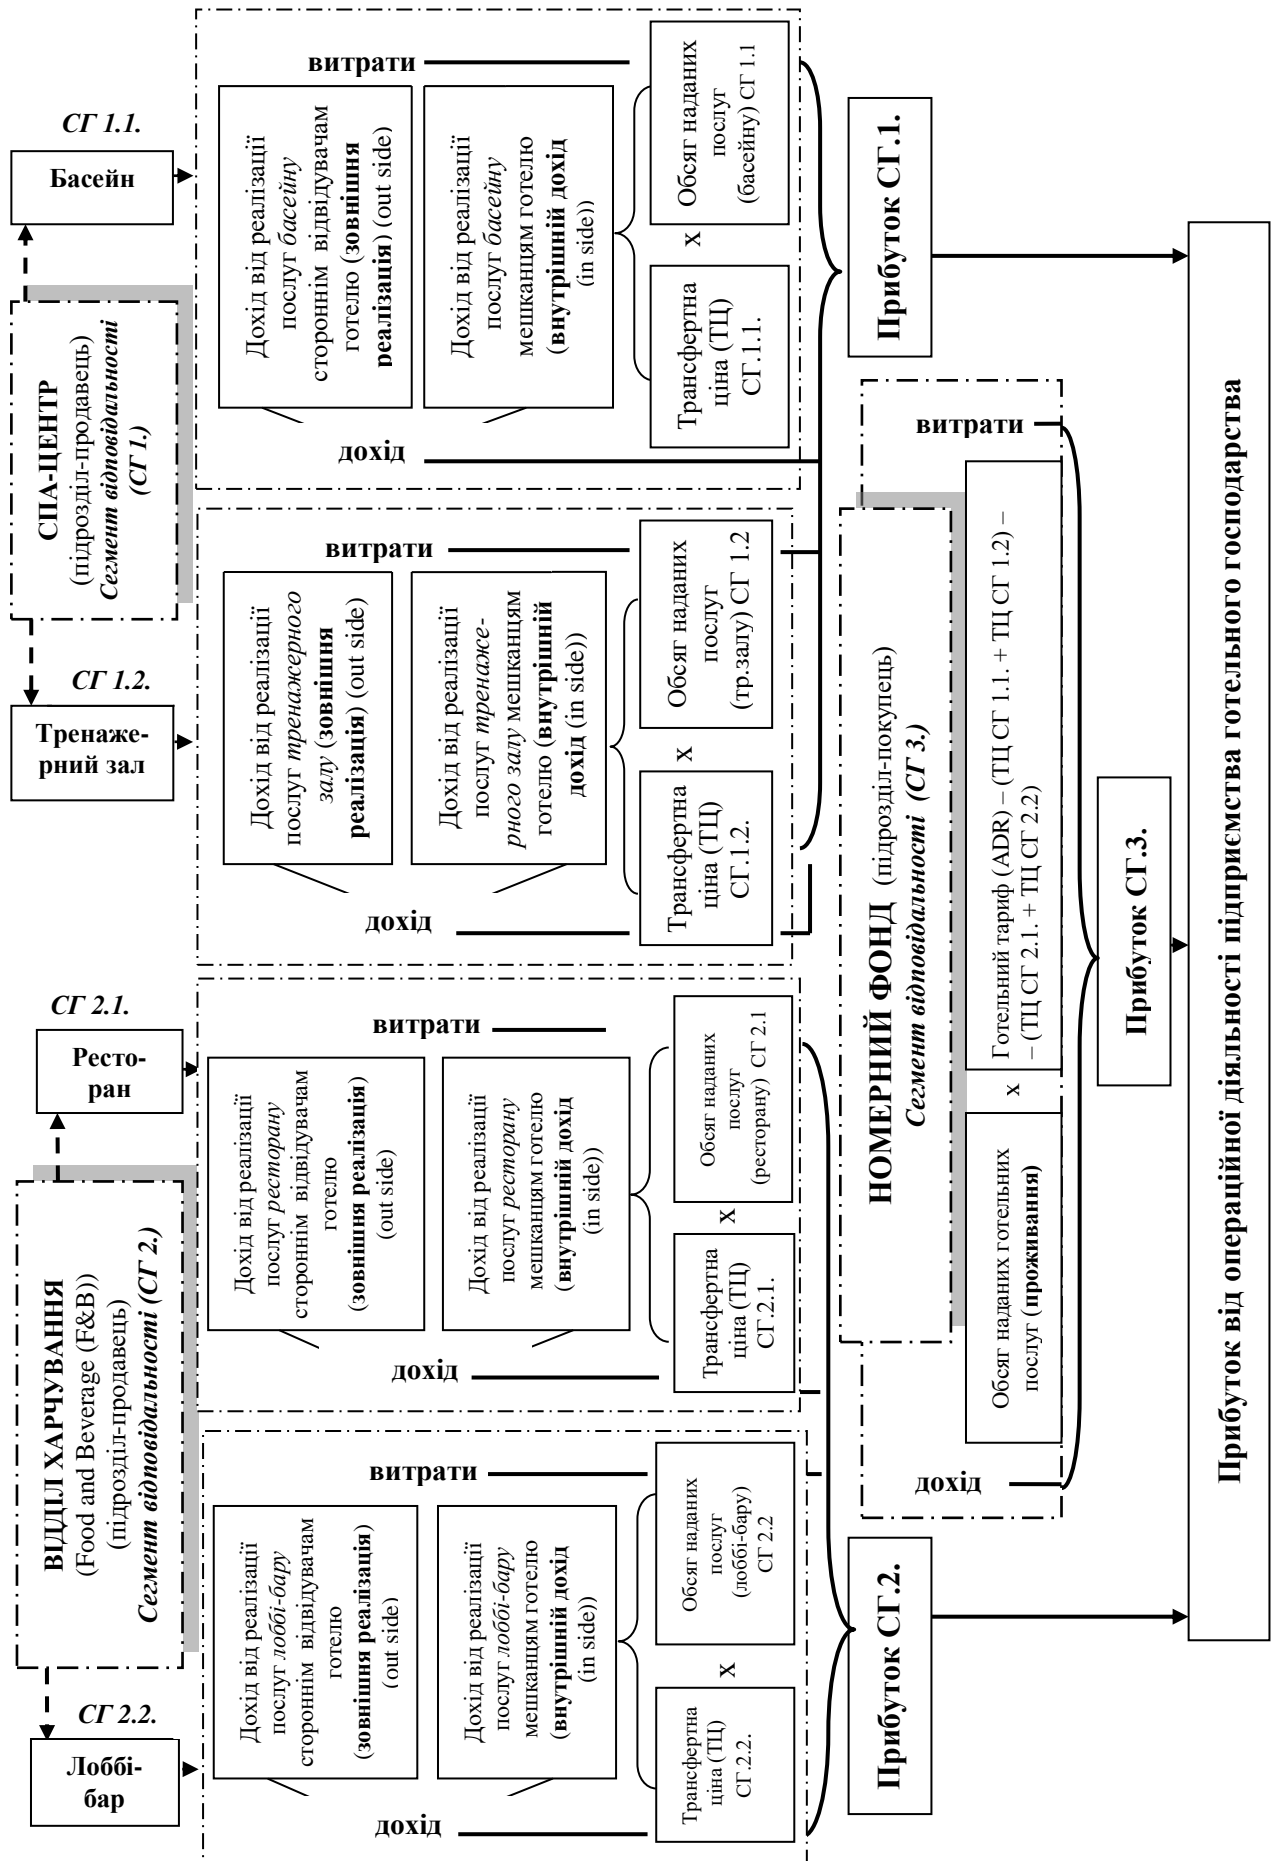 ВІДДІЛ ХАРЧУВАННЯ
(Food and Beverage (F&B))
(підрозділ-продавець)
Сегмент відповідальності (СГ 2.)
СПА-ЦЕНТР
(підрозділ-продавець)
Сегмент відповідальності
(СГ 1.)
СГ 2.2.
Лоббі-
бар
СГ 2.1.
Ресто-
ран
СГ 1.2.
Тренаже-
рний зал
СГ 1.1.
Басейн
дохід
Дохід від реалізації
послуг лоббі-бару
стороннім відвідувачам
готелю
(зовнішня реалізація)
(out side)
Дохід від реалізації
послуг лоббі-бару
мешканцям готелю
(внутрішній дохід
(in side))
витрати
Трансфертна
ціна (ТЦ)
СГ.2.2.
х
Обсяг наданих
послуг
(лоббі-бару)
СГ 2.2
дохід
Дохід від реалізації
послуг ресторану
стороннім відвідувачам
готелю
(зовнішня реалізація)
(out side)
Дохід від реалізації
послуг ресторану
мешканцям готелю
(внутрішній дохід
(in side))
витрати
Трансфертна
ціна (ТЦ)
СГ.2.1.
х
Обсяг наданих
послуг
(ресторану) СГ 2.1
дохід
Дохід від реалізації
послуг тренажерного
залу (зовнішня
реалізація) (out side)
Дохід від реалізації
послуг тренаже-
рного залу мешканцям
готелю (внутрішній
дохід (in side))
витрати
Трансфертна
ціна (ТЦ)
СГ.1.2.
х
Обсяг наданих
послуг
(тр.залу) СГ 1.2
дохід
Дохід від реалізації
послуг басейну
стороннім відвідувачам
готелю (зовнішня
реалізація) (out side)
Дохід від реалізації
послуг басейну
мешканцям готелю
(внутрішній дохід
(in side))
витрати
Трансфертна
ціна (ТЦ)
СГ.1.1.
х
Обсяг наданих
послуг
(басейну) СГ 1.1
Прибуток СГ.2.
НОМЕРНИЙ ФОНД (підрозділ-покупець)
Сегмент відповідальності (СГ 3.)
Прибуток СГ.1.
дохід
Обсяг наданих готельних
послуг (проживання)
х
Готельний тариф (ADR) – (ТЦ СГ 1.1. + ТЦ СГ 1.2) –
– (ТЦ СГ 2.1. + ТЦ СГ 2.2)
витрати
Прибуток СГ.3.
Прибуток від операційної діяльності підприємства готельного господарства